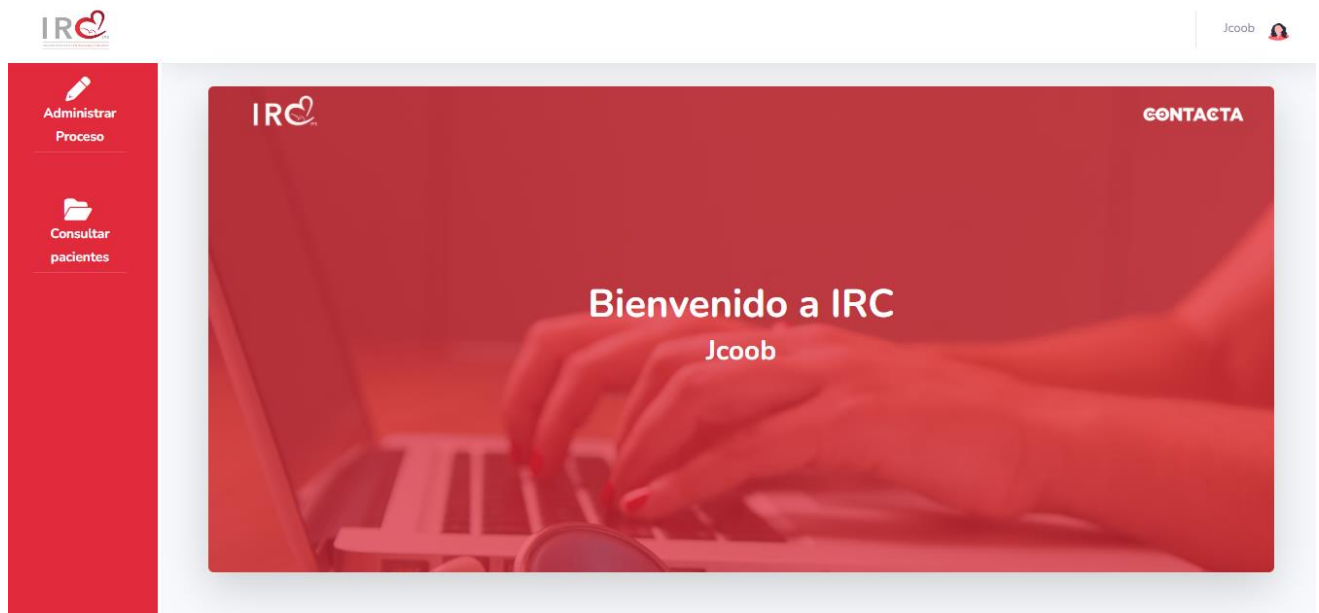 IRC
Jcoob
Administrar
Proceso
Consultar
pacientes
IRC
CONTACTA
Bienvenido a IRC
Jcoob